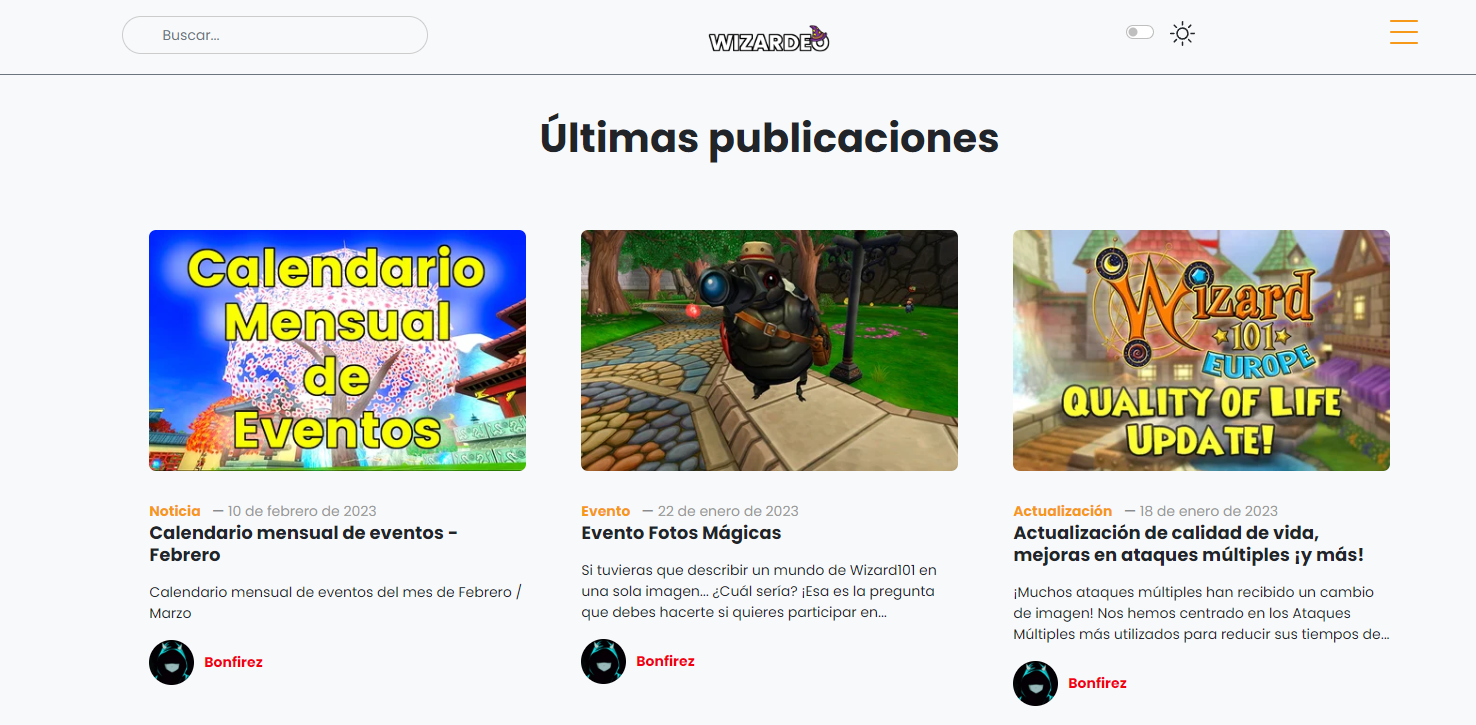 Buscar...
WIZARDEO
Últimas publicaciones
Calendario
Mensual
de
Eventos
Wizard
101
EUROPE
QUALITY OF LIFE
UPDATE!
Noticia — 10 de febrero de 2023
Calendario mensual de eventos -
Febrero
Calendario mensual de eventos del mes de Febrero /
Marzo
Bonfirez
Evento — 22 de enero de 2023
Evento Fotos Mágicas
Si tuvieras que describir un mundo de Wizard101 en
una sola imagen... ¿Cuál sería? ¡Esa es la pregunta
que debes hacerte si quieres participar en...
Bonfirez
Actualización — 18 de enero de 2023
Actualización de calidad de vida,
mejoras en ataques múltiples ¡y más!
¡Muchos ataques múltiples han recibido un cambio
de imagen! Nos hemos centrado en los Ataques
Múltiples más utilizados para reducir sus tiempos de...
Bonfirez